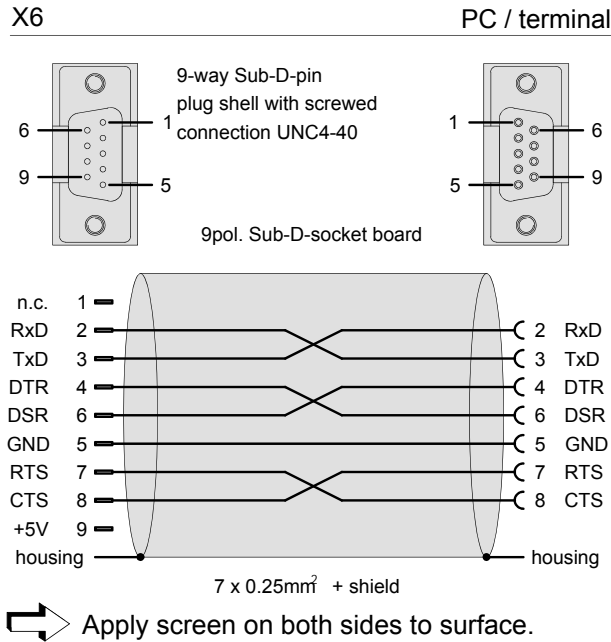 X6 PC / terminal
9-way Sub-D-pin
plug shell with screwed
connection UNC4-40
1 1
6 6
9 9
5 5
9pol. Sub-D-socket board
n.c. 1
RxD 2 2 RxD
TxD 3 3 TxD
DTR 4 4 DTR
DSR 6 6 DSR
GND 5 5 GND
RTS 7 7 RTS
CTS 8 8 CTS
+5V 9
housing housing
7 x 0.25mm² + shield
Apply screen on both sides to surface.